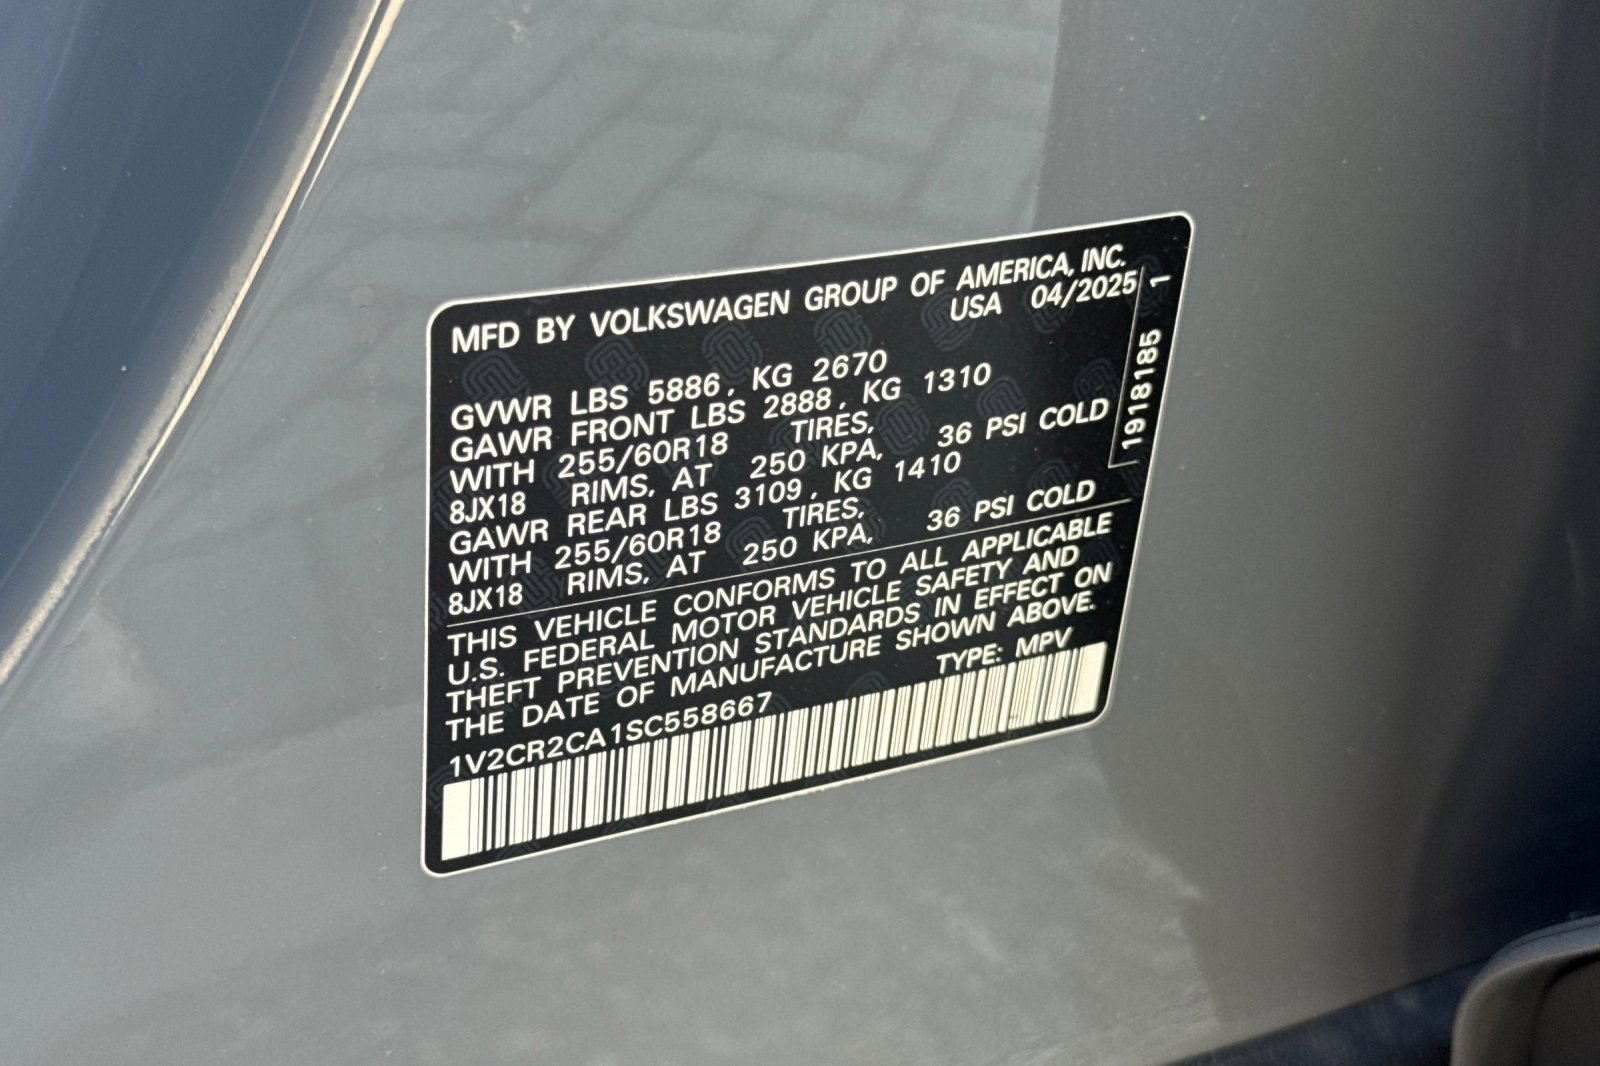 MFD BY VOLKSWAGEN GROUP OF AMERICA, INC.
USA 04/2025
GVWR LBS 5886, KG 2670
GAWR FRONT LBS 2888, KG 1310
WITH 255/60R18 TIRES,
8JX18 RIMS, AT 250 KPA, 36 PSI COLD
GAWR REAR LBS 3109, KG 1410
WITH 255/60R18 TIRES,
8JX18 RIMS, AT 250 KPA, 36 PSI COLD
THIS VEHICLE CONFORMS TO ALL APPLICABLE
U.S. FEDERAL MOTOR VEHICLE SAFETY AND
THEFT PREVENTION STANDARDS IN EFFECT ON
THE DATE OF MANUFACTURE SHOWN ABOVE.
1V2CR2CA1SC558667 TYPE: MPV
1918185 1